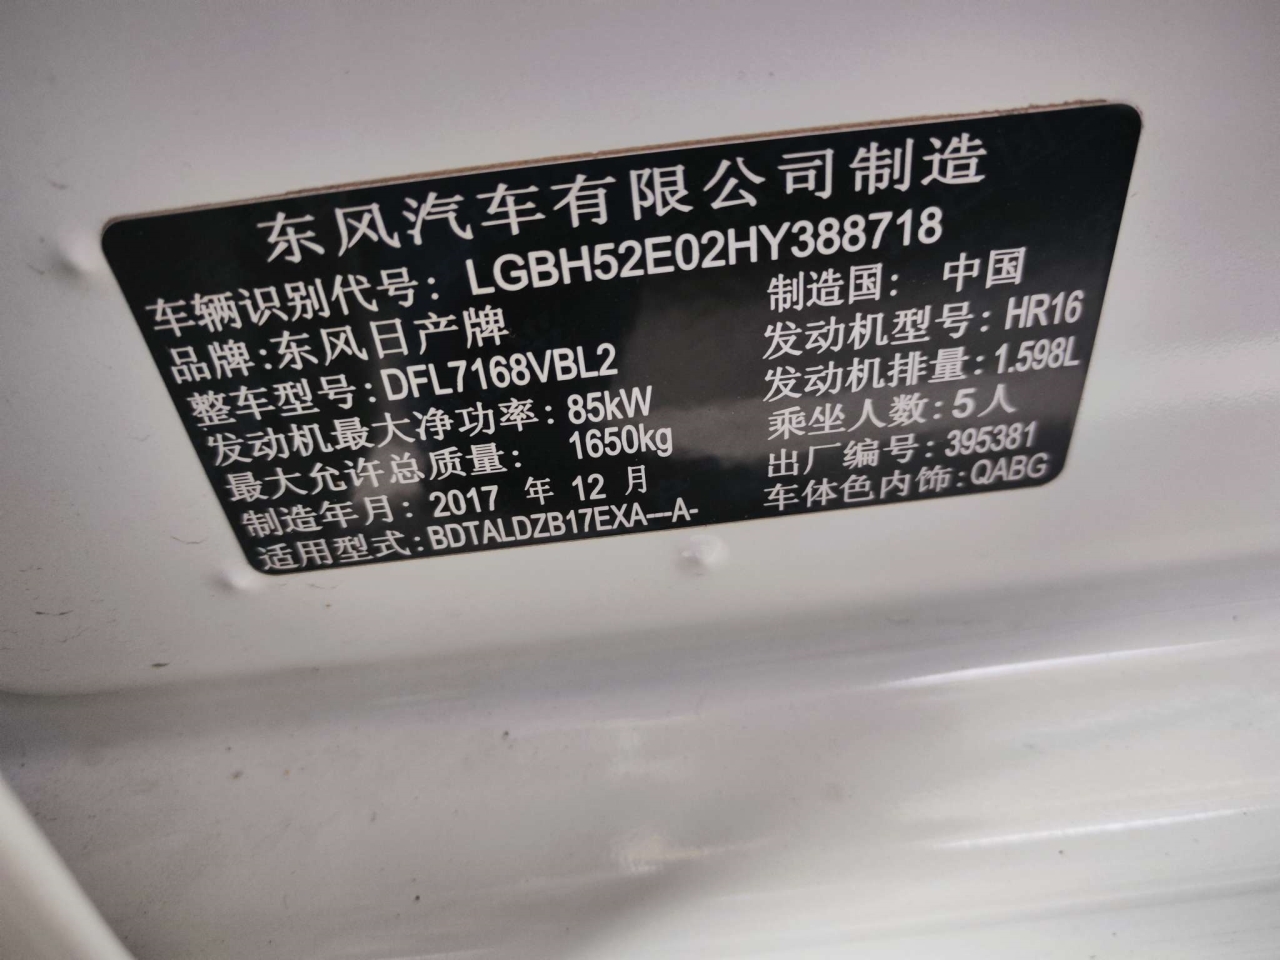 东风汽车有限公司制造
车辆识别代号: LGBH52E02HY388718
品牌:东风日产牌 制造国: 中国
整车型号:DFL7168VBL2 发动机型号: HR16
发动机最大净功率: 85kW 发动机排量: 1.598L
最大允许总质量: 1650kg 乘坐人数: 5人
制造年月: 2017 年 12 月 出厂编号: 395381
适用型式: BDTALDZB17EXA---A- 车体色内饰: QABG